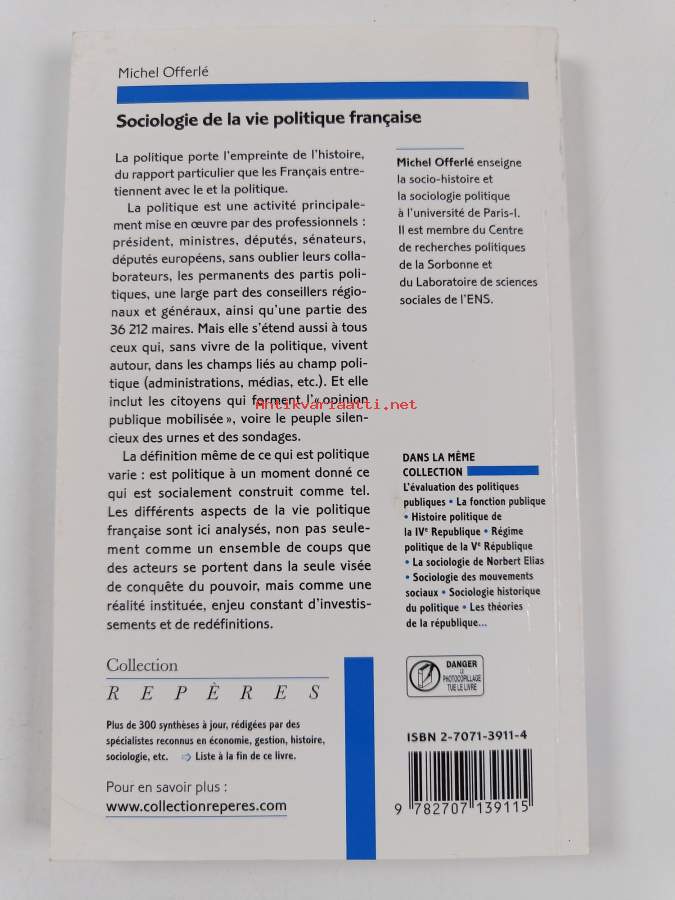 Michel Offerlé
Sociologie de la vie politique française
La politique porte l'empreinte de l'histoire,
du rapport particulier que les Français entre-
tiennent avec le et la politique.
La politique est une activité principale-
ment mise en œuvre par des professionnels :
président, ministres, députés, sénateurs,
députés européens, sans oublier leurs colla-
borateurs, les permanents des partis poli-
tiques, une large part des conseillers régio-
naux et généraux, ainsi qu'une partie des
36 212 maires. Mais elle s'étend aussi à tous
ceux qui, sans vivre de la politique, vivent
autour, dans les champs liés au champ poli-
tique (administrations, médias, etc.). Et elle
inclut les citoyens qui forment l'« opinion
publique mobilisée », voire le peuple silen-
cieux des urnes et des sondages.
La définition même de ce qui est politique
varie : est politique à un moment donné ce
qui est socialement construit comme tel.
Les différents aspects de la vie politique
française sont ici analysés, non pas seule-
ment comme un ensemble de coups que
des acteurs se portent dans la seule visée
de conquête du pouvoir, mais comme une
réalité instituée, enjeu constant d'investis-
sements et de redéfinitions.
Michel Offerlé enseigne
la socio-histoire et
la sociologie politique
à l'université de Paris-I.
Il est membre du Centre
de recherches politiques
de la Sorbonne et
du Laboratoire de sciences
sociales de l'ENS.
Antikvariaatti.net
DANS LA MÊME
COLLECTION
L'évaluation des politiques
publiques • La fonction publique
• Histoire politique de
la IVe Republique • Régime
politique de la Ve République
• La sociologie de Norbert Elias
• Sociologie des mouvements
sociaux • Sociologie historique
du politique • Les théories
de la république...
Collection
REPÈRES
Plus de 300 synthèses à jour, rédigées par des
spécialistes reconnus en économie, gestion, histoire,
sociologie, etc. ⇨ Liste à la fin de ce livre.
Pour en savoir plus :
www.collectionreperes.com
DANGER
LE
PHOTOCOPILLAGE
TUE LE LIVRE
ISBN 2-7071-3911-4
9 782707 139115